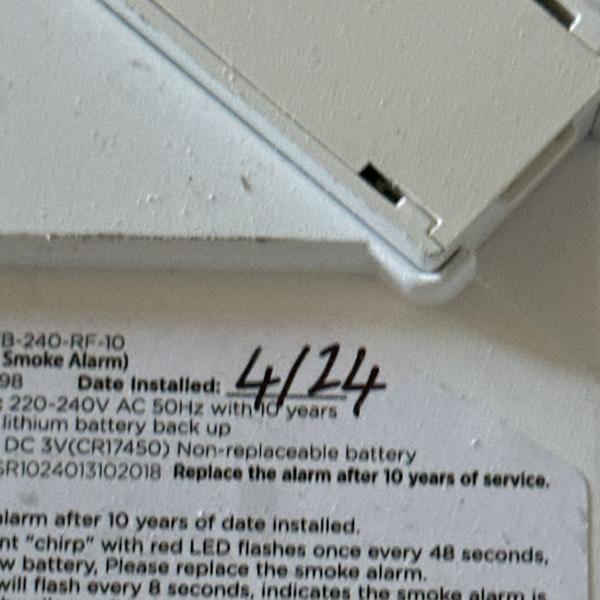 B-240-RF-10
Smoke Alarm)
98 Date Installed: 4/24
: 220-240V AC 50Hz with 10 years
lithium battery back up
DC 3V(CR17450) Non-replaceable battery
SR1024013102018 Replace the alarm after 10 years of service.
alarm after 10 years of date installed.
nt "chirp" with red LED flashes once every 48 seconds,
w battery, Please replace the smoke alarm.
will flash every 8 seconds, indicates the smoke alarm is